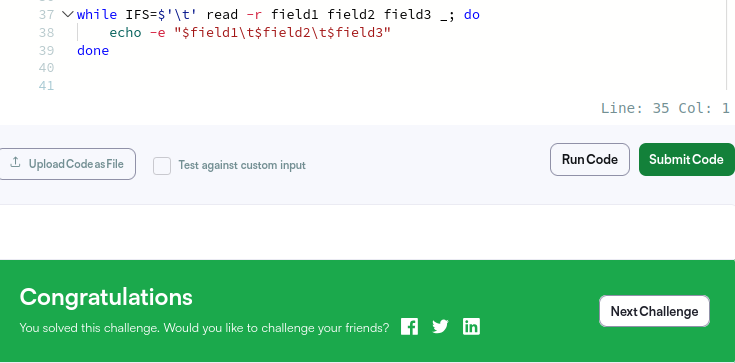 37 while IFS=$'\t' read -r field1 field2 field3 _; do
38     echo -e "$field1\t$field2\t$field3"
39 done
40
41
Line: 35 Col: 1
Upload Code as File
Test against custom input
Run Code
Submit Code
Congratulations
You solved this challenge. Would you like to challenge your friends?
Next Challenge